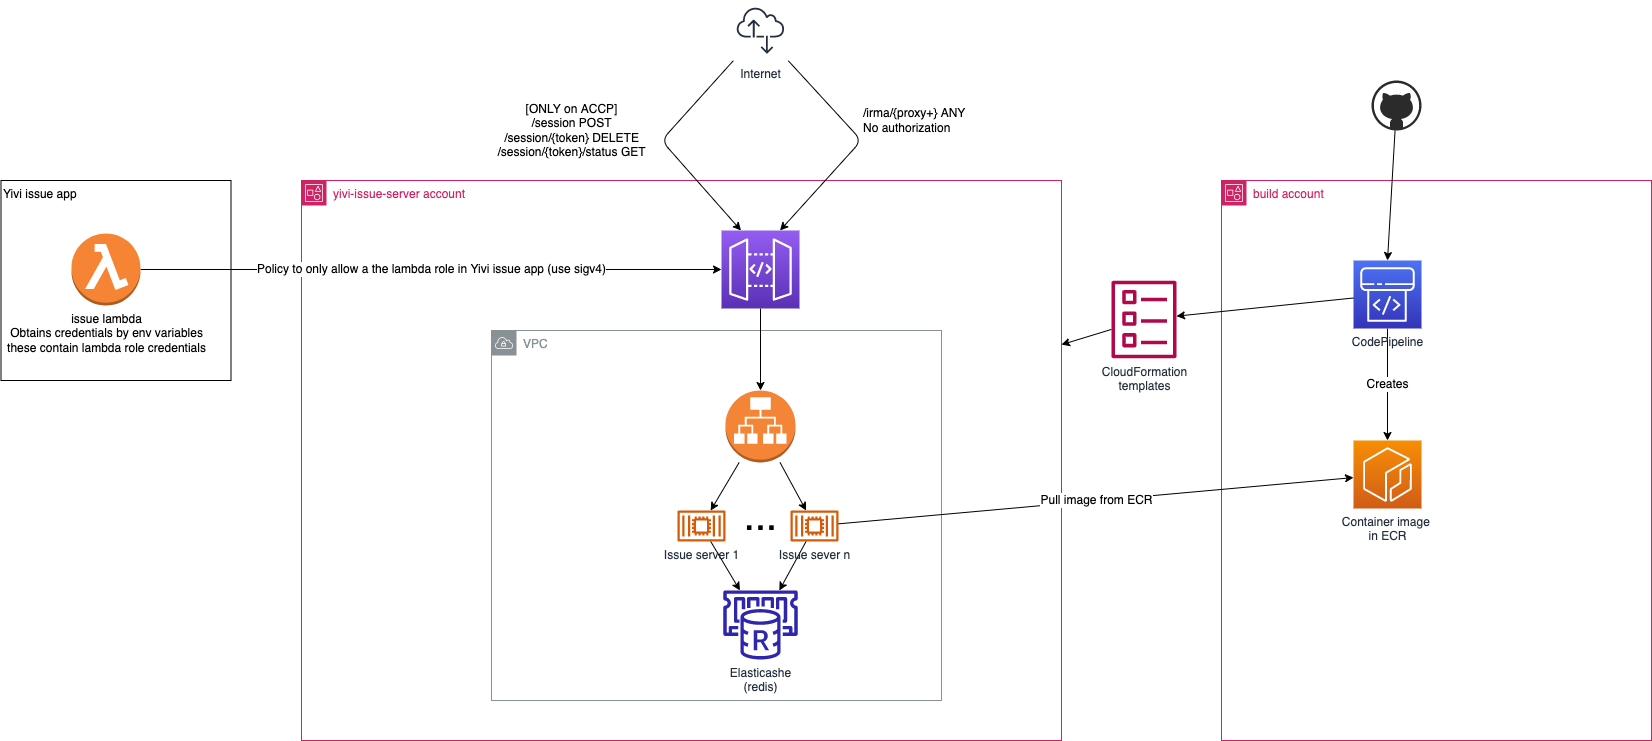 Internet
[ONLY on ACCP]
/session POST
/session/{token} DELETE
/session/{token}/status GET
/irma/{proxy+} ANY
No authorization
Yivi issue app
issue lambda
Obtains credentials by env variables
these contain lambda role credentials
yivi-issue-server account
Policy to only allow a the lambda role in Yivi issue app (use sigv4)
</>
VPC
Issue server 1
...
Issue sever n
R
Elasticashe
(redis)
CloudFormation
templates
build account
</>
CodePipeline
Creates
Pull image from ECR
Container image
in ECR